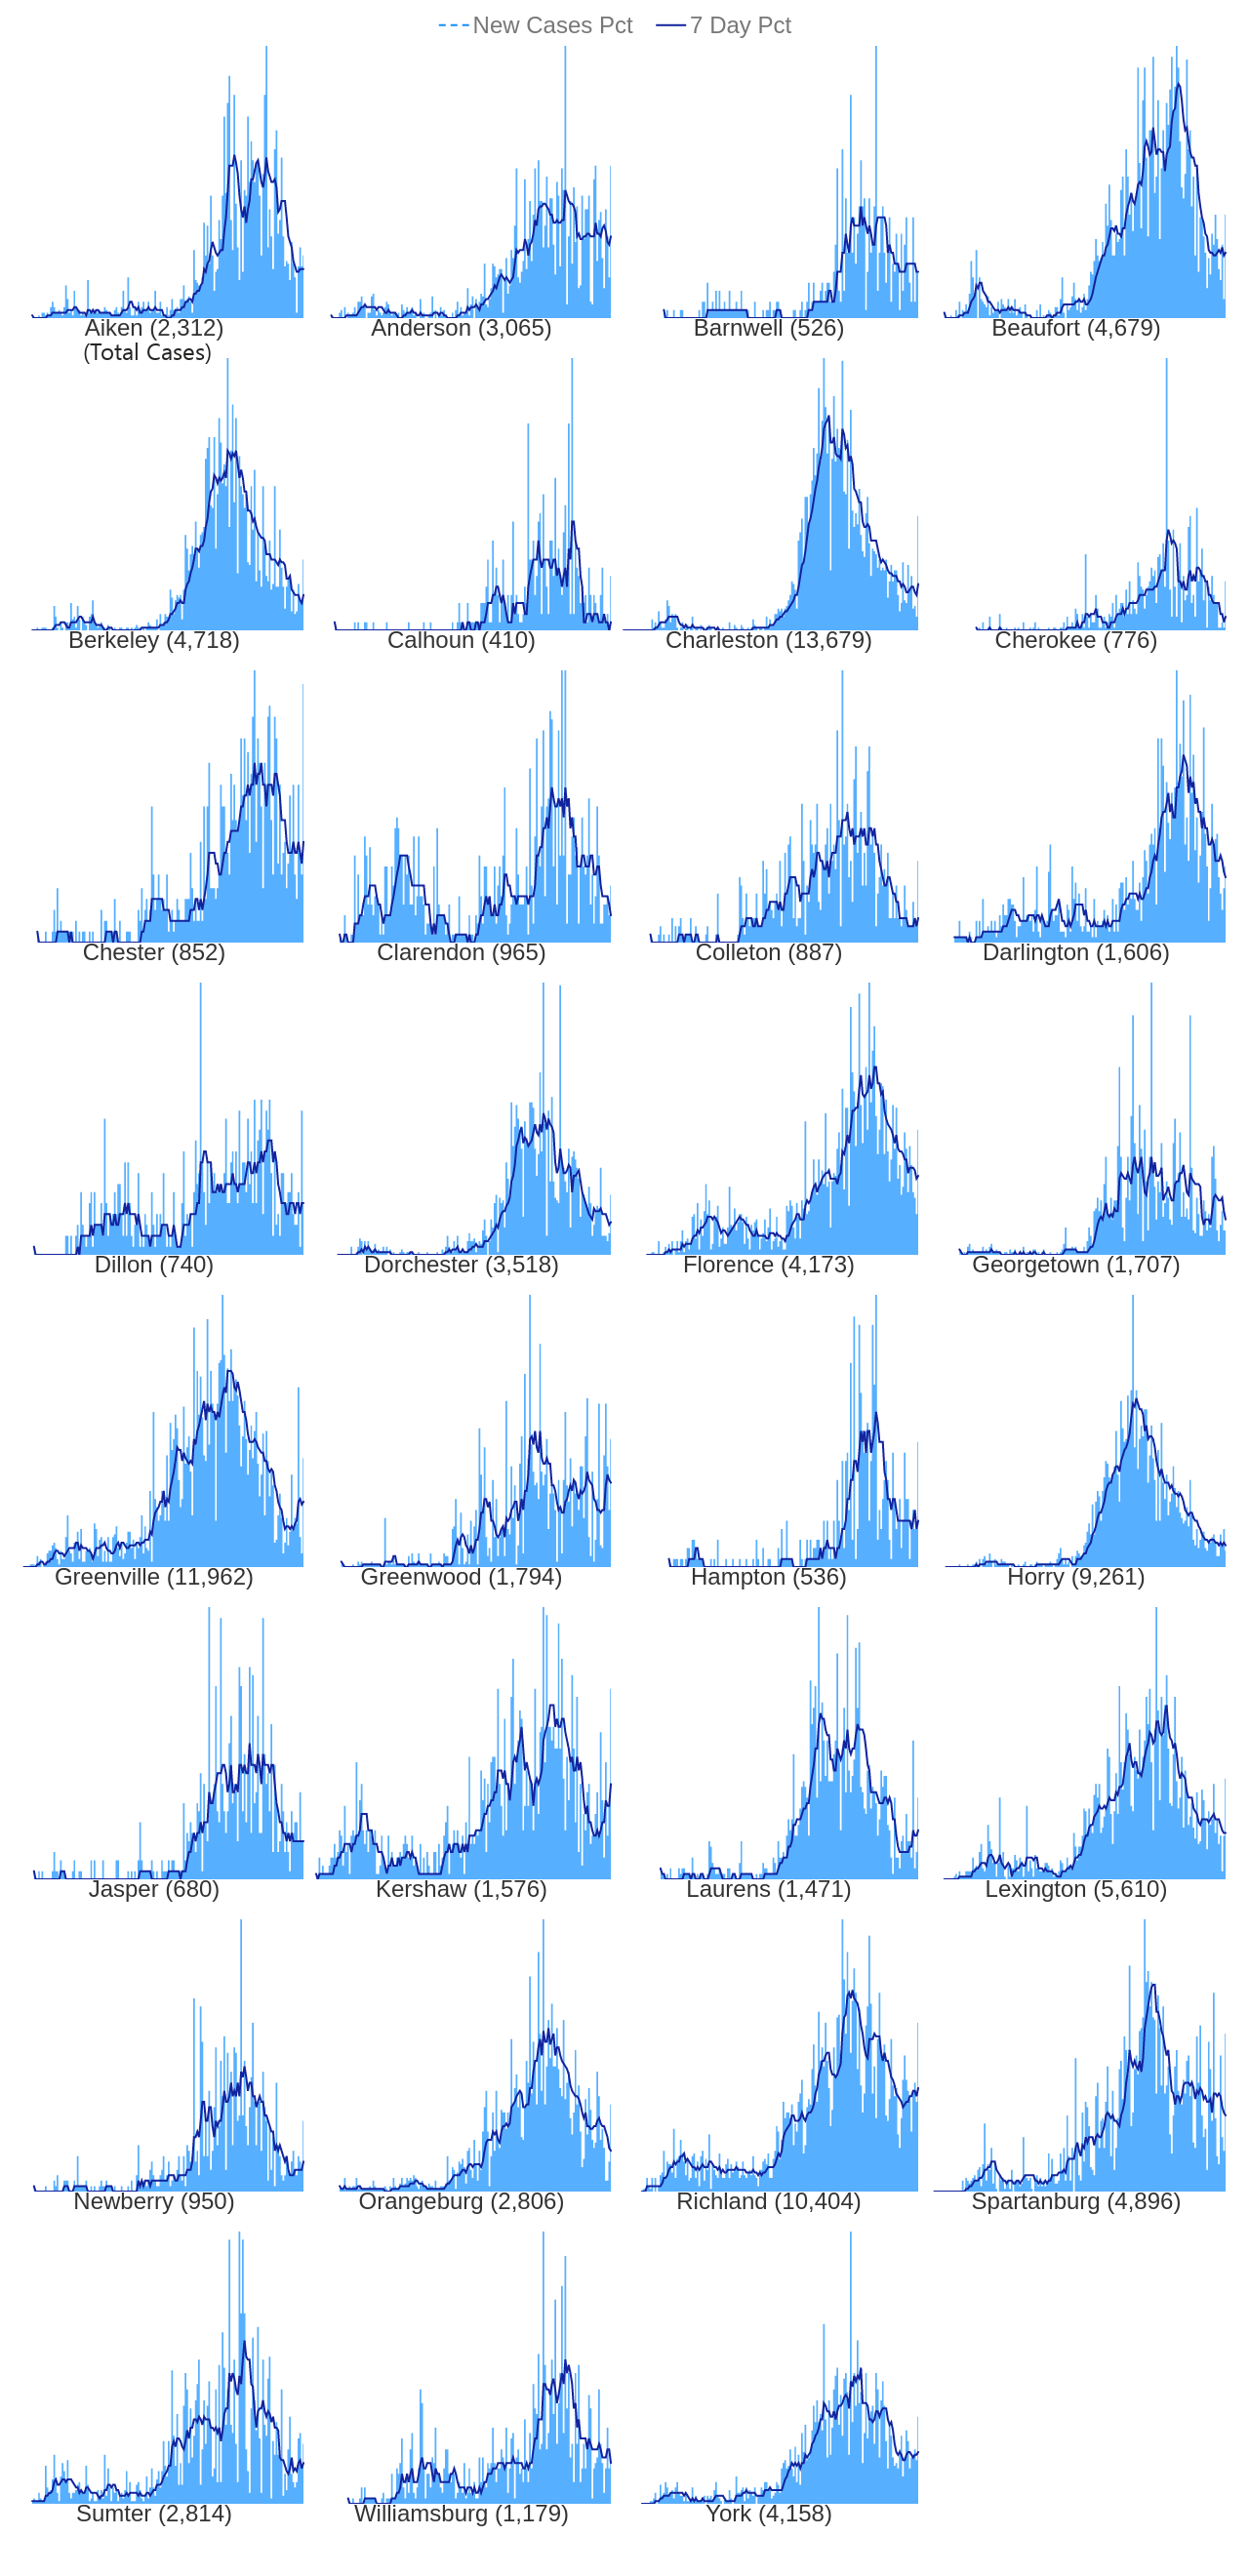 New Cases Pct 7 Day Pct
Aiken (2,312) Anderson (3,065) Barnwell (526) Beaufort (4,679)
(Total Cases)
Berkeley (4,718) Calhoun (410) Charleston (13,679) Cherokee (776)
Chester (852) Clarendon (965) Colleton (887) Darlington (1,606)
Dillon (740) Dorchester (3,518) Florence (4,173) Georgetown (1,707)
Greenville (11,962) Greenwood (1,794) Hampton (536) Horry (9,261)
Jasper (680) Kershaw (1,576) Laurens (1,471) Lexington (5,610)
Newberry (950) Orangeburg (2,806) Richland (10,404) Spartanburg (4,896)
Sumter (2,814) Williamsburg (1,179) York (4,158)